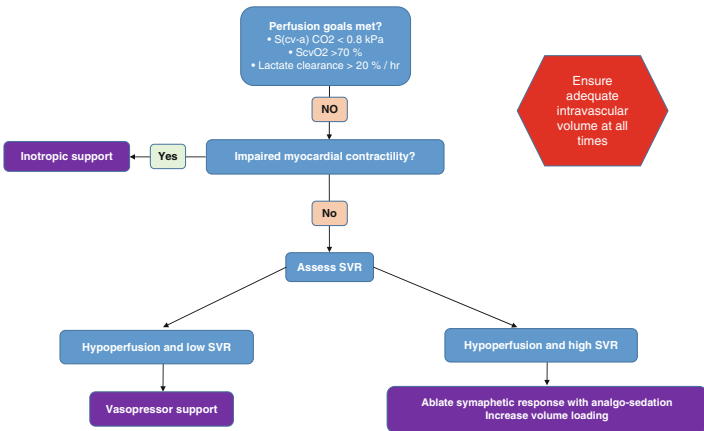 Perfusion goals met?
• S(cv-a) CO2 < 0.8 kPa
• ScvO2 >70 %
• Lactate clearance > 20 % / hr
Ensure
adequate
intravascular
volume at all
times
NO
Inotropic support
Yes
Impaired myocardial contractility?
No
Assess SVR
Hypoperfusion and low SVR
Hypoperfusion and high SVR
Vasopressor support
Ablate symaphetic response with analgo-sedation
Increase volume loading